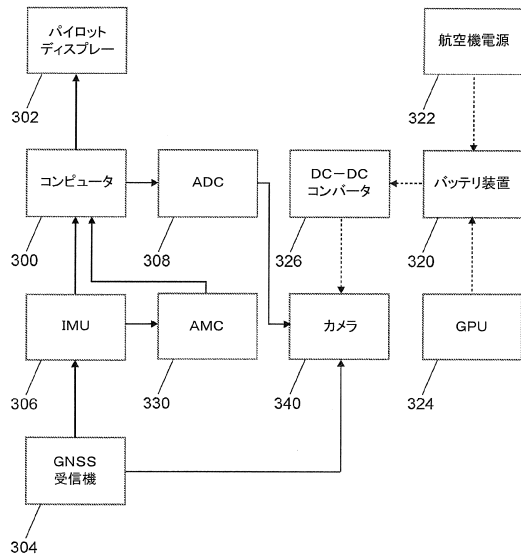 パイロット
ディスプレー
302
航空機電源
322
コンピュータ
300
ADC
308
DC-DC
コンバータ
326
バッテリ装置
320
IMU
306
AMC
330
カメラ
340
GPU
324
GNSS
受信機
304